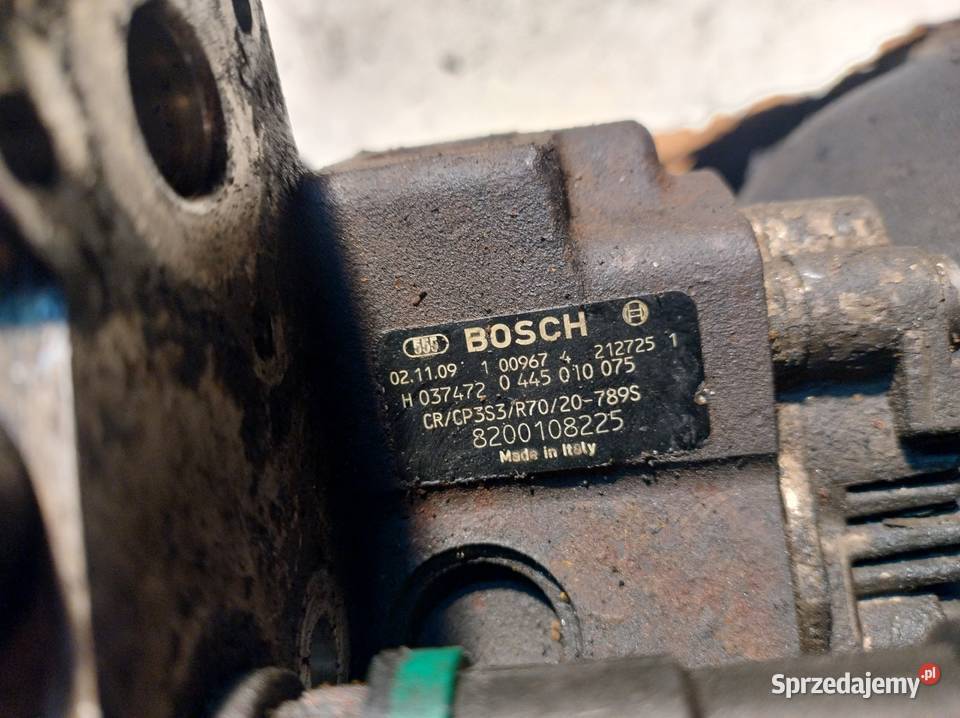 555 BOSCH
02.11.09 1 00967 4 212725 1
H 037472 0 445 010 075
CR/CP3S3/R70/20-789S
8200108225
Made in Italy
Sprzedajemy.pl